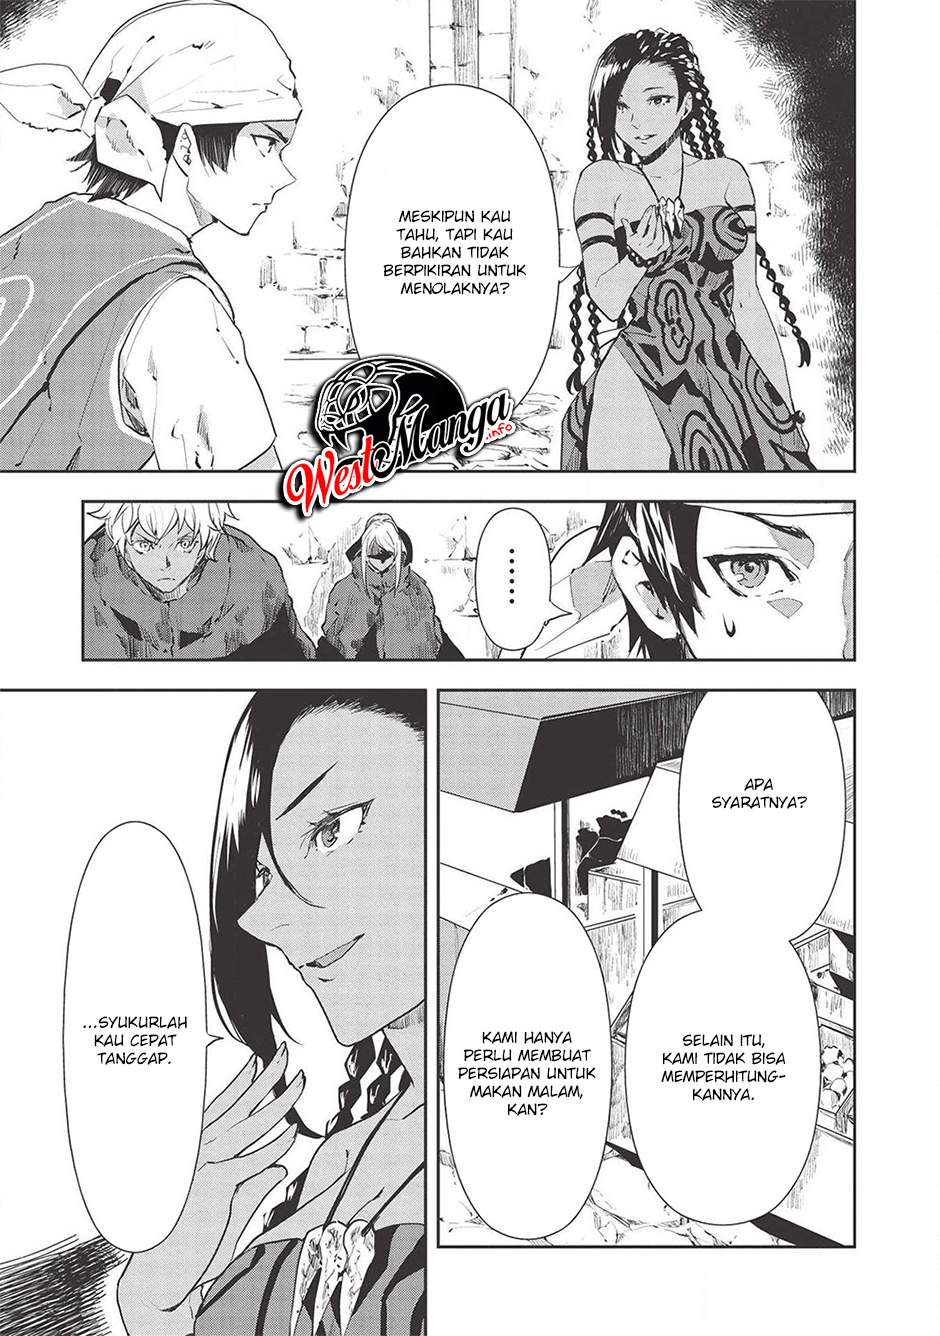 MESKIPUN KAU
TAHU, TAPI KAU
BAHKAN TIDAK
BERPIKIRAN UNTUK
MENOLAKNYA?
WestManga
.info
......
APA
SYARATNYA?
SELAIN ITU,
KAMI TIDAK BISA
MEMPERHITUNG-
KANNYA.
KAMI HANYA
PERLU MEMBUAT
PERSIAPAN UNTUK
MAKAN MALAM,
KAN?
...SYUKURLAH
KAU CEPAT
TANGGAP.